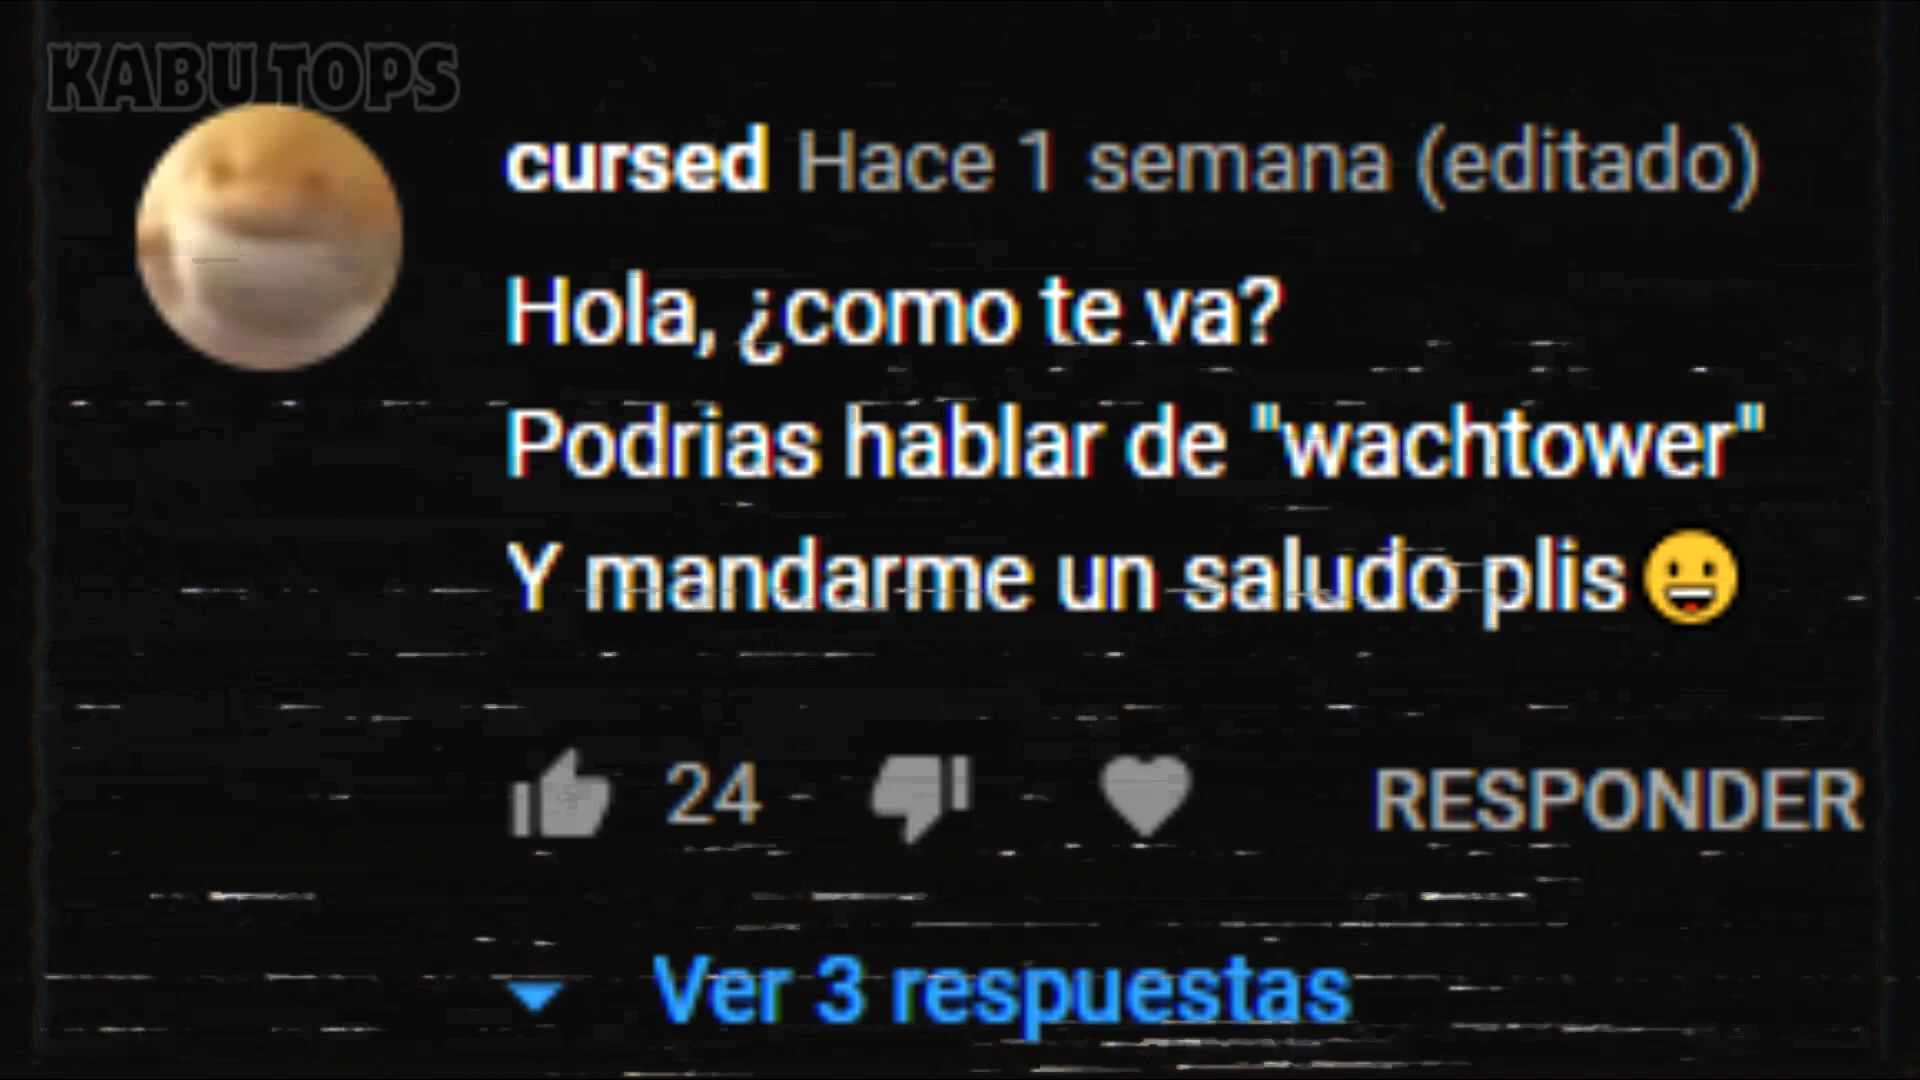 KABUTOPS
cursed Hace 1 semana (editado)
Hola, ¿como te va?
Podrias hablar de "wachtower"
Y mandarme un saludo plis😀
24 RESPONDER
Ver 3 respuestas